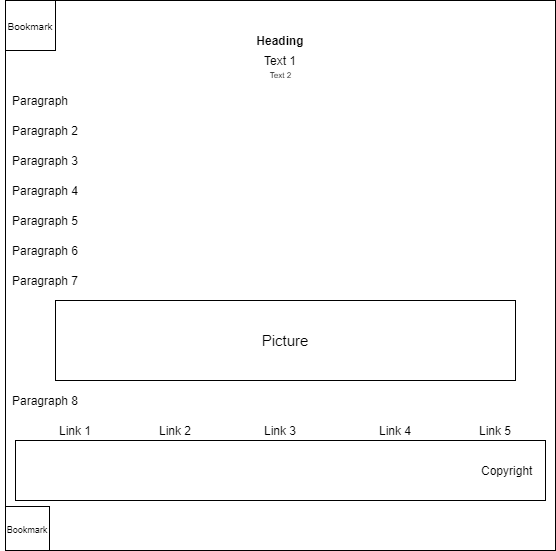 Bookmark
Heading
Text 1
Text 2
Paragraph
Paragraph 2
Paragraph 3
Paragraph 4
Paragraph 5
Paragraph 6
Paragraph 7
Picture
Paragraph 8
Link 1 Link 2 Link 3 Link 4 Link 5
Copyright
Bookmark